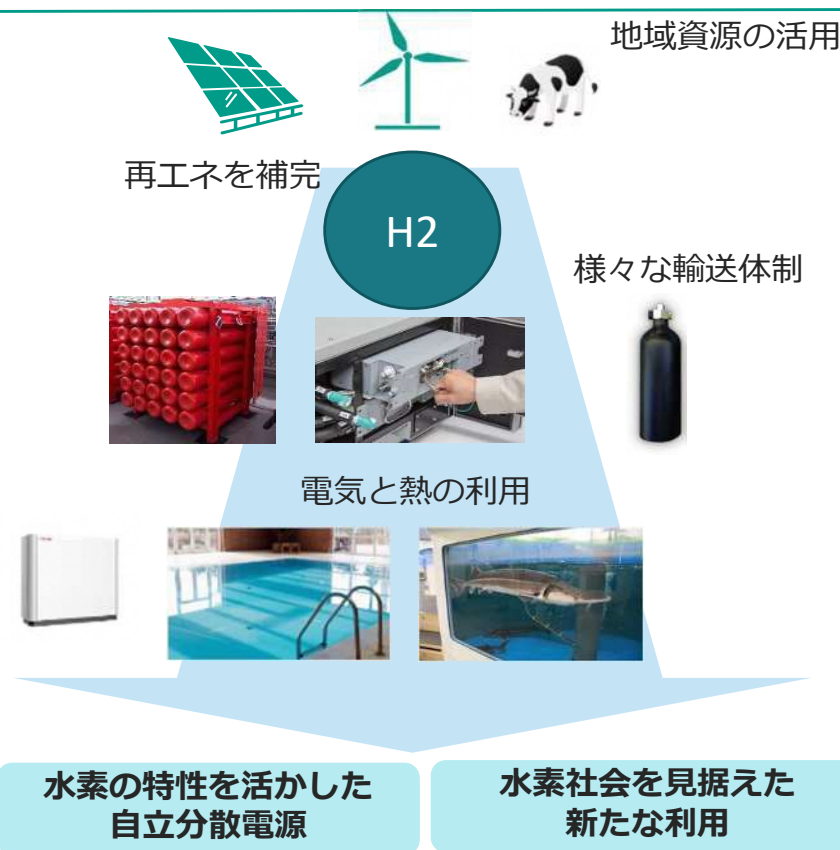 地域資源の活用
再エネを補完
H2
様々な輸送体制
電気と熱の利用
水素の特性を活かした
自立分散電源
水素社会を見据えた
新たな利用